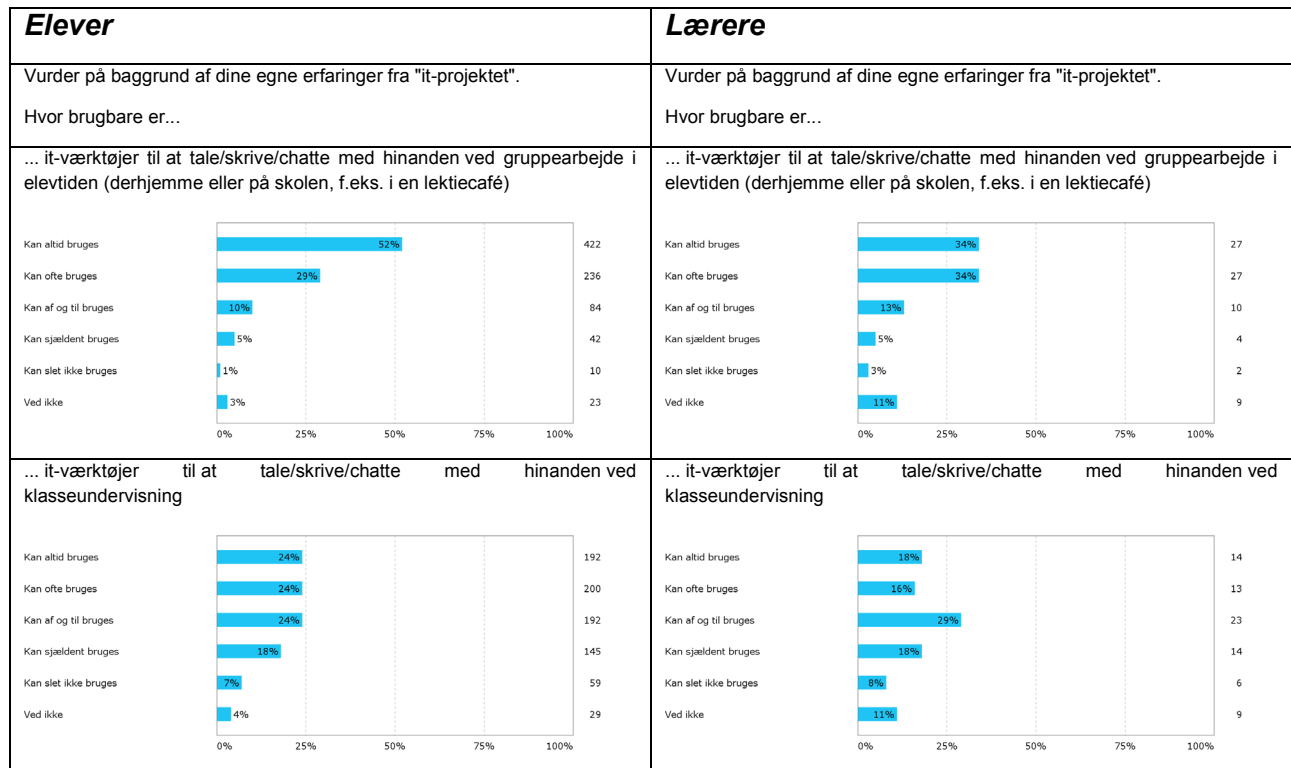 Elever
Lærere
Vurder på baggrund af dine egne erfaringer fra "it-projektet".
Hvor brugbare er...
Vurder på baggrund af dine egne erfaringer fra "it-projektet".
Hvor brugbare er...
... it-værktøjer til at tale/skrive/chatte med hinanden ved gruppearbejde i
elevtiden (derhjemme eller på skolen, f.eks. i en lektiecafé)
Kan altid bruges 52% 422
Kan ofte bruges 29% 236
Kan af og til bruges 10% 84
Kan sjældent bruges 5% 42
Kan slet ikke bruges 1% 10
Ved ikke 3% 23
0% 25% 50% 75% 100%
... it-værktøjer til at tale/skrive/chatte med hinanden ved gruppearbejde i
elevtiden (derhjemme eller på skolen, f.eks. i en lektiecafé)
Kan altid bruges 34% 27
Kan ofte bruges 34% 27
Kan af og til bruges 13% 10
Kan sjældent bruges 5% 4
Kan slet ikke bruges 3% 2
Ved ikke 11% 9
0% 25% 50% 75% 100%
... it-værktøjer til at tale/skrive/chatte med hinanden ved
klasseundervisning
Kan altid bruges 24% 192
Kan ofte bruges 24% 200
Kan af og til bruges 24% 192
Kan sjældent bruges 18% 145
Kan slet ikke bruges 7% 59
Ved ikke 4% 29
0% 25% 50% 75% 100%
... it-værktøjer til at tale/skrive/chatte med hinanden ved
klasseundervisning
Kan altid bruges 18% 14
Kan ofte bruges 16% 13
Kan af og til bruges 29% 23
Kan sjældent bruges 18% 14
Kan slet ikke bruges 8% 6
Ved ikke 11% 9
0% 25% 50% 75% 100%